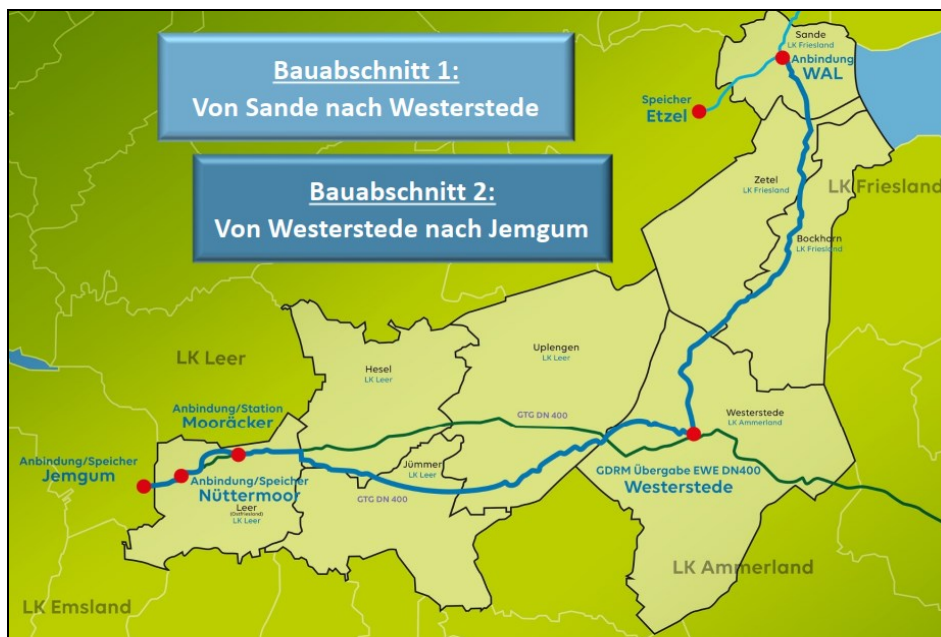 Bauabschnitt 1:
Von Sande nach Westerstede
Bauabschnitt 2:
Von Westerstede nach Jemgum
Sande
LK Friesland
Anbindung
WAL
Speicher
Etzel
Zetel
LK Friesland
LK Friesland
Bockhorn
LK Friesland
Uplengen
LK Leer
Hesel
LK Leer
LK Leer
Anbindung/Station
Mooräcker
GTG DN 400
Westerstede
LK Ammerland
Anbindung/Speicher
Jemgum
Anbindung/Speicher
Nüttermoor
Leer
(Ostfriesland)
LK Leer
Jümmer
LK Leer
GTG DN 400
GDRM Übergabe EWE DN400
Westerstede
LK Ammerland
LK Emsland